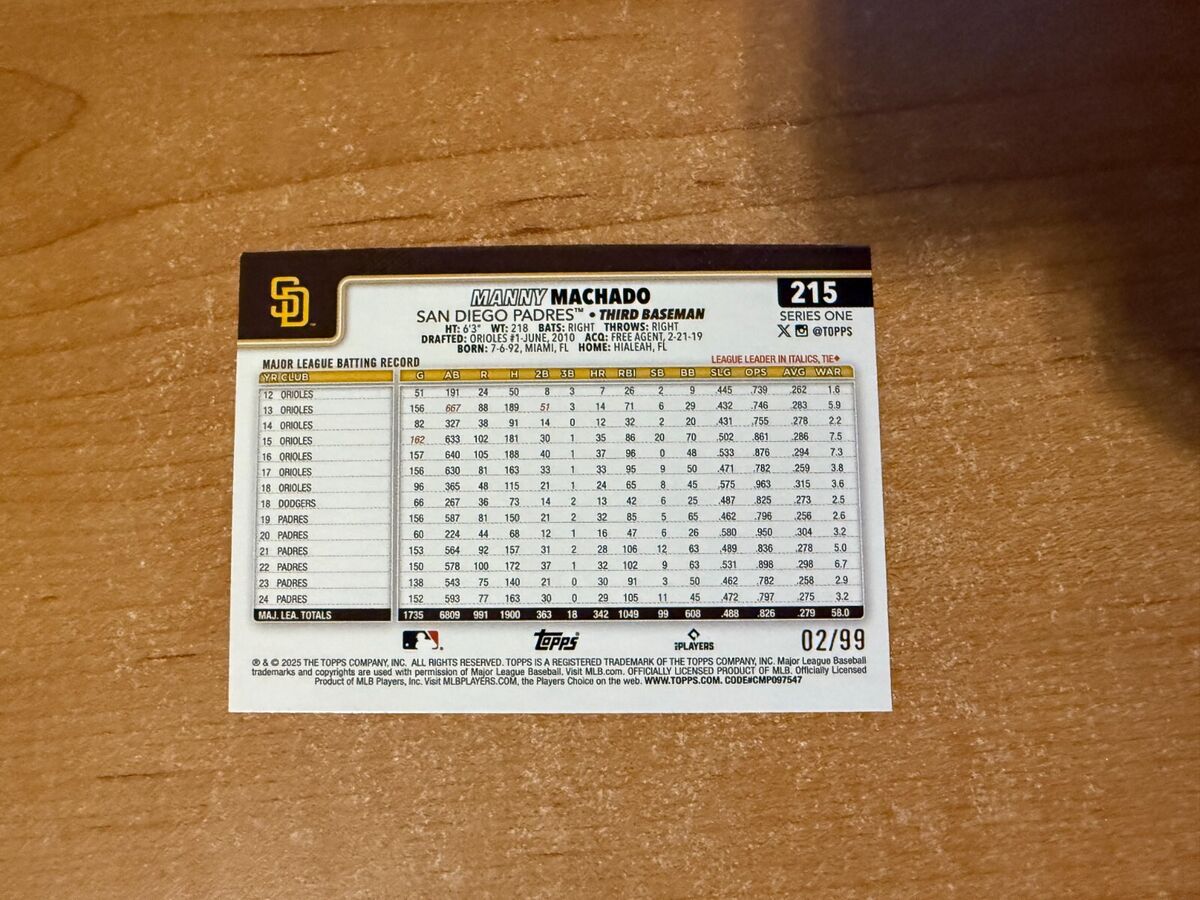 SD
MANNY MACHADO
215
SAN DIEGO PADRES™ • THIRD BASEMAN
SERIES ONE
HT: 6'3" WT: 218 BATS: RIGHT THROWS: RIGHT
@TOPPS
DRAFTED: ORIOLES #1-JUNE, 2010 ACQ: FREE AGENT, 2-21-19
BORN: 7-6-92, MIAMI, FL HOME: HIALEAH, FL
MAJOR LEAGUE BATTING RECORD
LEAGUE LEADER IN ITALICS, TIE♦
YR CLUB G AB R H 2B 3B HR RBI SB BB SLG OPS AVG WAR
12 ORIOLES 51 191 24 50 8 3 7 26 2 9 .445 .739 .262 1.6
13 ORIOLES 156 667 88 189 51 3 14 71 6 29 .432 .746 .283 5.9
14 ORIOLES 82 327 38 91 14 0 12 32 2 20 .431 .755 .278 2.2
15 ORIOLES 162 633 102 181 30 1 35 86 20 70 .502 .861 .286 7.5
16 ORIOLES 157 640 105 188 40 1 37 96 0 48 .533 .876 .294 7.3
17 ORIOLES 156 630 81 163 33 1 33 95 9 50 .471 .782 .259 3.8
18 ORIOLES 96 365 48 115 21 1 24 65 8 45 .575 .963 .315 3.6
18 DODGERS 66 267 36 73 14 2 13 42 6 25 .487 .825 .273 2.5
19 PADRES 156 587 81 150 21 2 32 85 5 65 .462 .796 .256 2.6
20 PADRES 60 224 44 68 12 1 16 47 6 26 .580 .950 .304 3.2
21 PADRES 153 564 92 157 31 2 28 106 12 63 .489 .836 .278 5.0
22 PADRES 150 578 100 172 37 1 32 102 9 63 .531 .898 .298 6.7
23 PADRES 138 543 75 140 21 0 30 91 3 50 .462 .782 .258 2.9
24 PADRES 152 593 77 163 30 0 29 105 11 45 .472 .797 .275 3.2
MAJ. LEA. TOTALS 1735 6809 991 1900 363 18 342 1049 99 608 .488 .826 .279 58.0
topps
PLAYERS
02/99
℗ & © 2025 THE TOPPS COMPANY, INC. ALL RIGHTS RESERVED. TOPPS IS A REGISTERED TRADEMARK OF THE TOPPS COMPANY, INC. Major League Baseball
trademarks and copyrights are used with permission of Major League Baseball. Visit MLB.com. OFFICIALLY LICENSED PRODUCT OF MLB. Officially Licensed
Product of MLB Players, Inc. Visit MLBPLAYERS.COM, the Players Choice on the web. WWW.TOPPS.COM. CODE#CMP097547